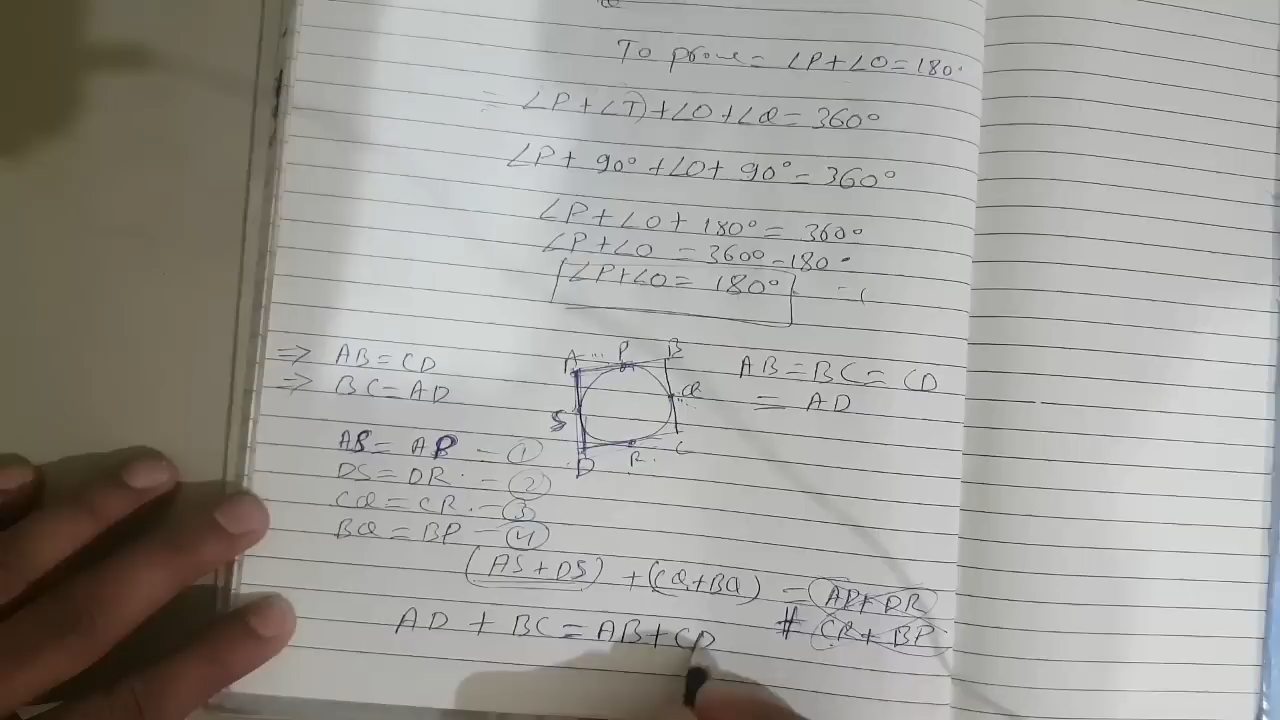 To prove = ∠P+∠O = 180°
= ∠P + ∠T + ∠O + ∠Q = 360°
∠P + 90° + ∠O + 90° = 360°
∠P + ∠O + 180° = 360°
∠P + ∠O = 360° - 180°
∠P+∠O = 180°
⇒ AB = CD
⇒ BC = AD
A P B
S Q
D R C
AB = BC = CD
= AD
AS = AP - ①
DS = DR - ②
CQ = CR - ③
BQ = BP - ④
(AS + DS) + (CQ + BQ) = AP + DR
# CR + BP
AD + BC = AB + CD